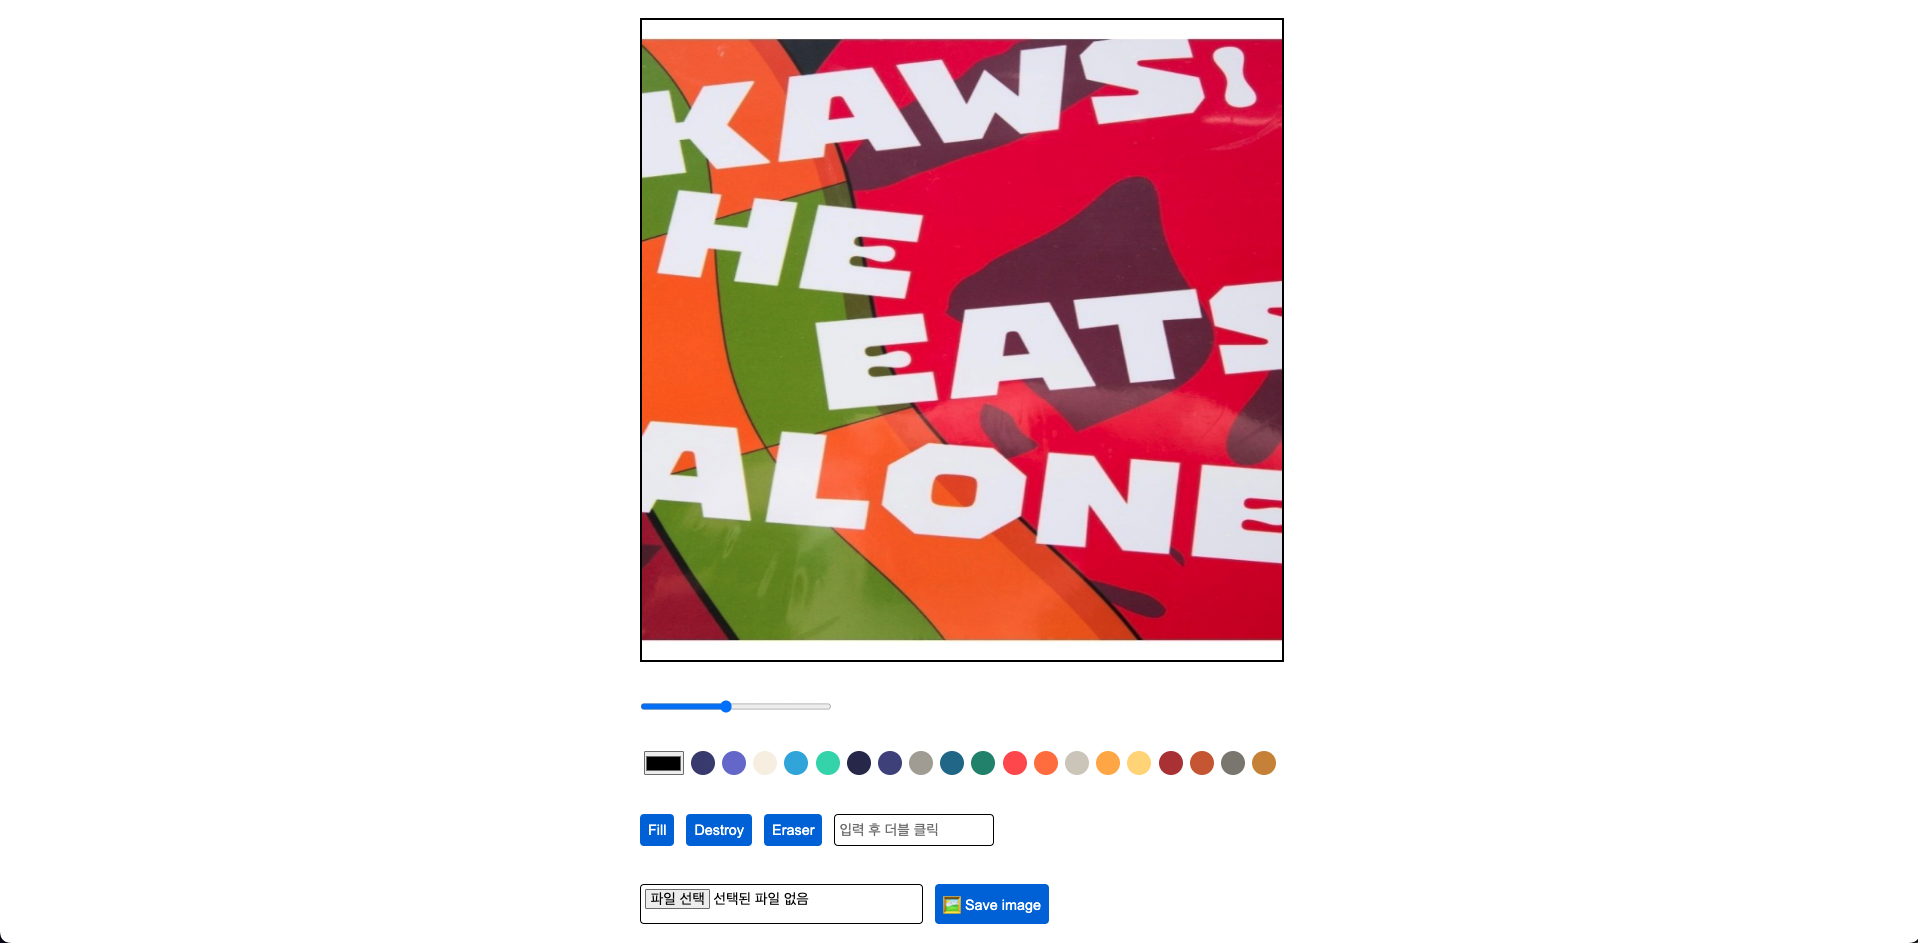 KAWS!
HE
EATS
ALONE
Fill
Destroy
Eraser
입력 후 더블 클릭
파일 선택 선택된 파일 없음
Save image